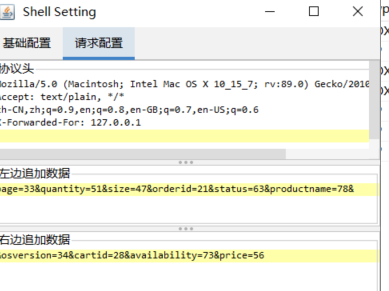 Shell Setting
基础配置 请求配置
协议头
Mozilla/5.0 (Macintosh; Intel Mac OS X 10_15_7; rv:89.0) Gecko/2010
Accept: text/plain, "/"
zh-CN,zh;q=0.9,en;q=0.8,en-GB;q=0.7,en-US;q=0.6
X-Forwarded-For: 127.0.0.1
左边追加数据
page=33&quantity=51&size=47&orderid=21&status=63&productname=78&
右边追加数据
&osversion=34&cartid=28&availability=73&price=56